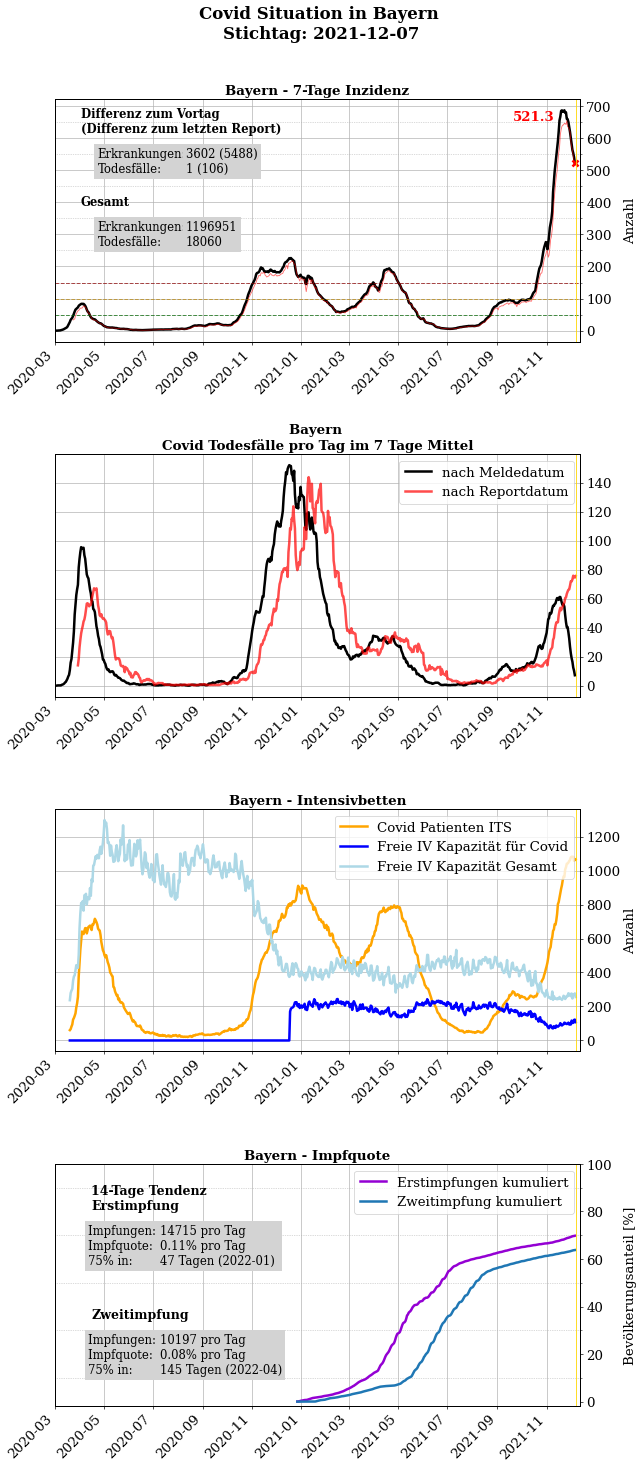 Covid Situation in Bayern
Stichtag: 2021-12-07
Bayern - 7-Tage Inzidenz
Differenz zum Vortag
(Differenz zum letzten Report)
Erkrankungen 3602 (5488)
Todesfälle: 1 (106)
Gesamt
Erkrankungen 1196951
Todesfälle: 18060
521.3
700
600
500
400
300
200
100
0
Anzahl
2020-03
2020-05
2020-07
2020-09
2020-11
2021-01
2021-03
2021-05
2021-07
2021-09
2021-11
Bayern
Covid Todesfälle pro Tag im 7 Tage Mittel
nach Meldedatum
nach Reportdatum
140
120
100
80
60
40
20
0
2020-03
2020-05
2020-07
2020-09
2020-11
2021-01
2021-03
2021-05
2021-07
2021-09
2021-11
Bayern - Intensivbetten
Covid Patienten ITS
Freie IV Kapazität für Covid
Freie IV Kapazität Gesamt
1200
1000
800
600
400
200
0
Anzahl
2020-03
2020-05
2020-07
2020-09
2020-11
2021-01
2021-03
2021-05
2021-07
2021-09
2021-11
Bayern - Impfquote
14-Tage Tendenz
Erstimpfung
Impfungen: 14715 pro Tag
Impfquote: 0.11% pro Tag
75% in: 47 Tagen (2022-01)
Zweitimpfung
Impfungen: 10197 pro Tag
Impfquote: 0.08% pro Tag
75% in: 145 Tagen (2022-04)
Erstimpfungen kumuliert
Zweitimpfung kumuliert
100
80
60
40
20
0
Bevölkerungsanteil [%]
2020-03
2020-05
2020-07
2020-09
2020-11
2021-01
2021-03
2021-05
2021-07
2021-09
2021-11